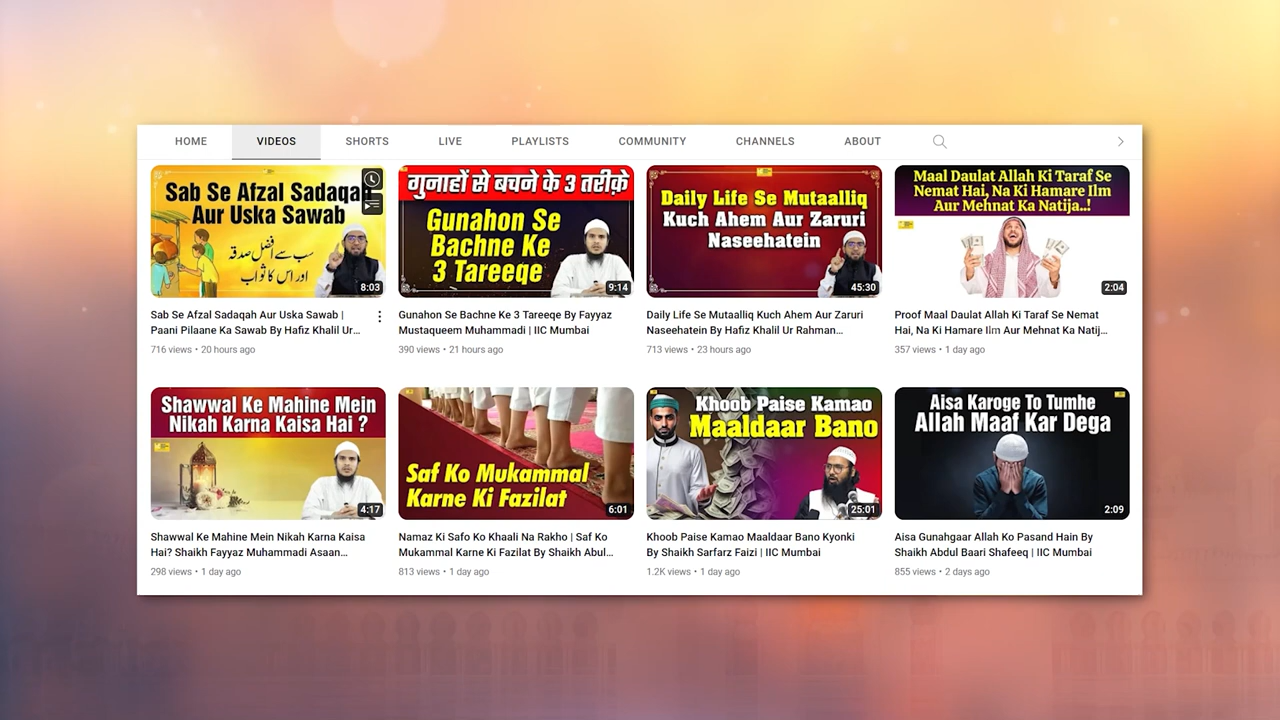 HOME VIDEOS SHORTS LIVE PLAYLISTS COMMUNITY CHANNELS ABOUT
Sab Se Afzal Sadaqah
Aur Uska Sawab
سب سے افضل صدقہ
اور اس کا ثواب
8:03
Sab Se Afzal Sadaqah Aur Uska Sawab |
Paani Pilaane Ka Sawab By Hafiz Khalil Ur...
716 views • 20 hours ago
गुनाहों से बचने के 3 तरीक़े
Gunahon Se
Bachne Ke
3 Tareeqe
9:14
Gunahon Se Bachne Ke 3 Tareeqe By Fayyaz
Mustaqueem Muhammadi | IIC Mumbai
390 views • 21 hours ago
Daily Life Se Mutaalliq
Kuch Ahem Aur Zaruri
Naseehatein
45:30
Daily Life Se Mutaalliq Kuch Ahem Aur Zaruri
Naseehatein By Hafiz Khalil Ur Rahman...
713 views • 23 hours ago
Maal Daulat Allah Ki Taraf Se
Nemat Hai, Na Ki Hamare Ilm
Aur Mehnat Ka Natija..!
2:04
Proof Maal Daulat Allah Ki Taraf Se Nemat
Hai, Na Ki Hamare Ilm Aur Mehnat Ka Natij...
357 views • 1 day ago
Shawwal Ke Mahine Mein
Nikah Karna Kaisa Hai ?
4:17
Shawwal Ke Mahine Mein Nikah Karna Kaisa
Hai? Shaikh Fayyaz Muhammadi Asaan...
298 views • 1 day ago
Saf Ko Mukammal
Karne Ki Fazilat
6:01
Namaz Ki Safo Ko Khaali Na Rakho | Saf Ko
Mukammal Karne Ki Fazilat By Shaikh Abul...
813 views • 1 day ago
Khoob Paise Kamao
Maaldaar Bano
25:01
Khoob Paise Kamao Maaldaar Bano Kyonki
By Shaikh Sarfarz Faizi | IIC Mumbai
1.2K views • 1 day ago
Aisa Karoge To Tumhe
Allah Maaf Kar Dega
2:09
Aisa Gunahgaar Allah Ko Pasand Hain By
Shaikh Abdul Baari Shafeeq | IIC Mumbai
855 views • 2 days ago